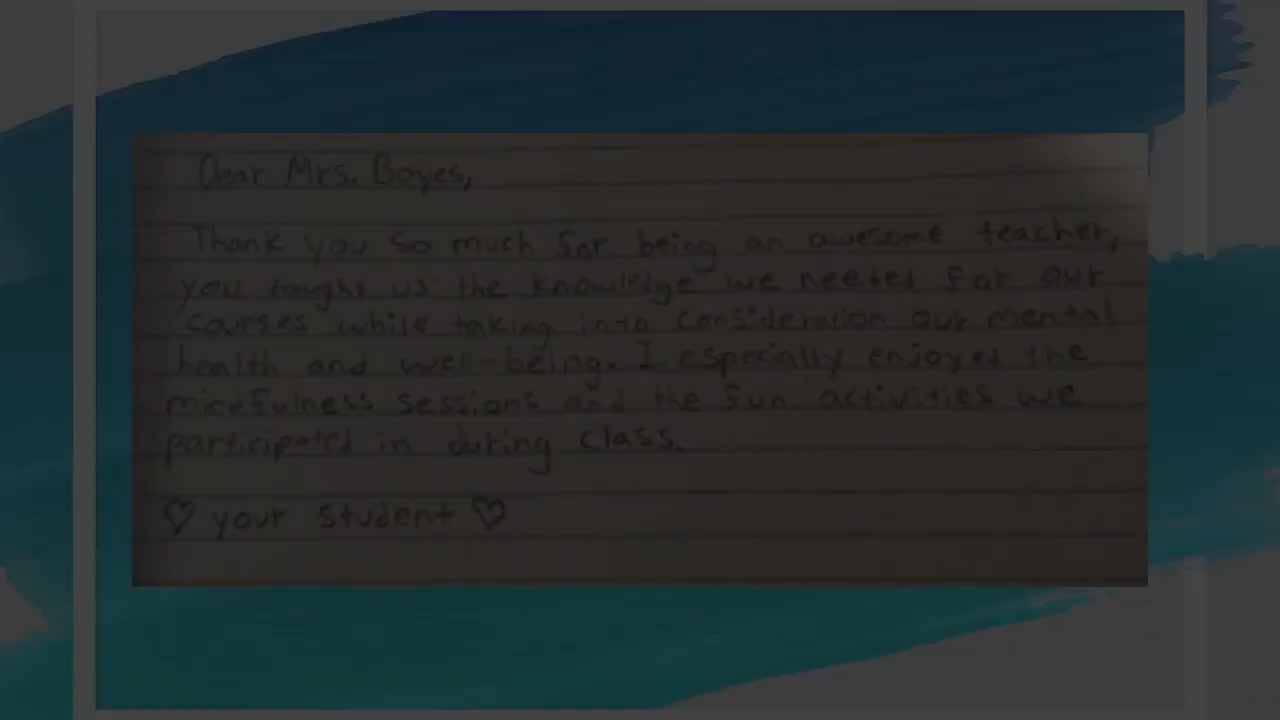 Dear Mrs. Boyes,
Thank you so much for being an awesome teacher,
you taught us the knowledge we needed for our
courses while taking into consideration our mental
health and well-being. I especially enjoyed the
mindfulness sessions and the fun activities we
participated in during class.
♡ your student ♡